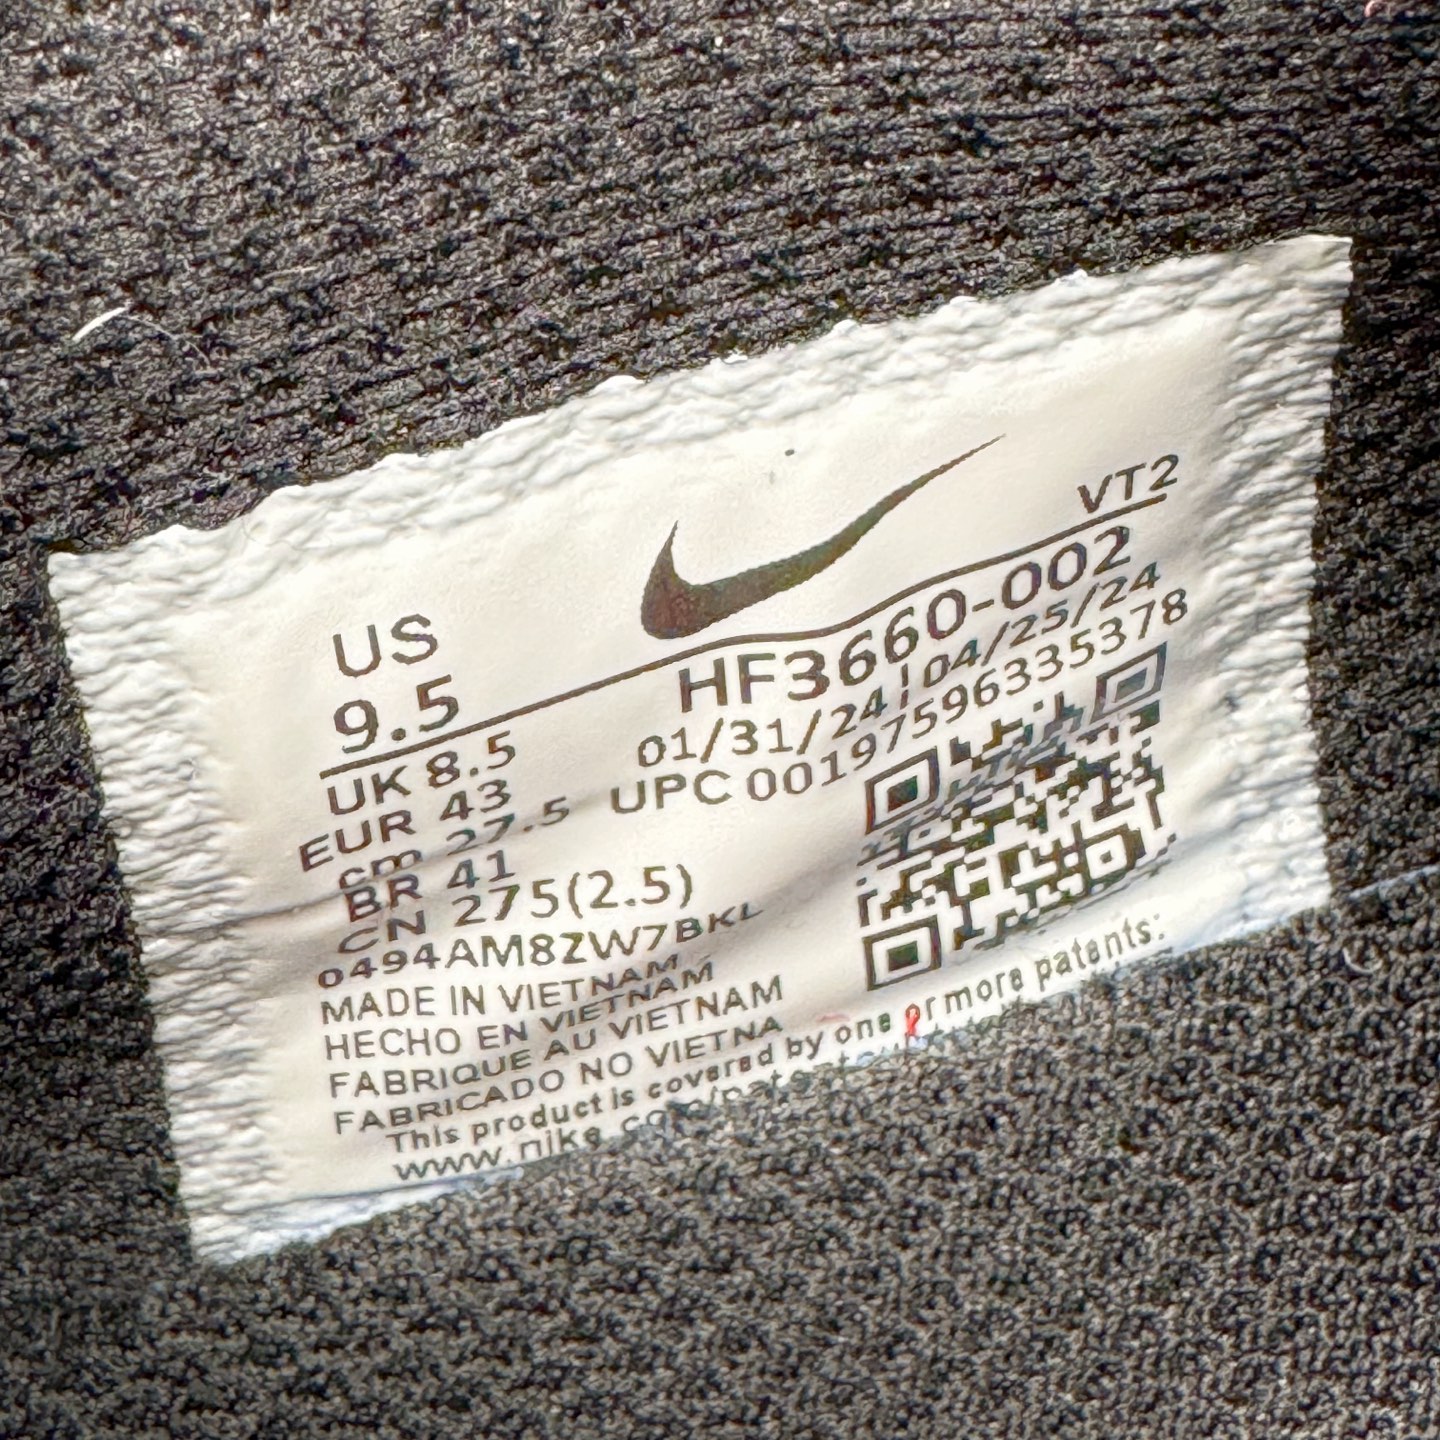 VT2
US
9.5
HF3660-002
01/31/24 | 04/25/24
UPC 00197596335378
UK 8.5
EUR 43
cm 27.5
BR 41
CN 275(2.5)
0494AM8ZW7BKL
MADE IN VIETNAM
HECHO EN VIETNAM
FABRIQUE AU VIETNAM
FABRICADO NO VIETNA
This product is covered by one or more patents:
www.nike.com/patents